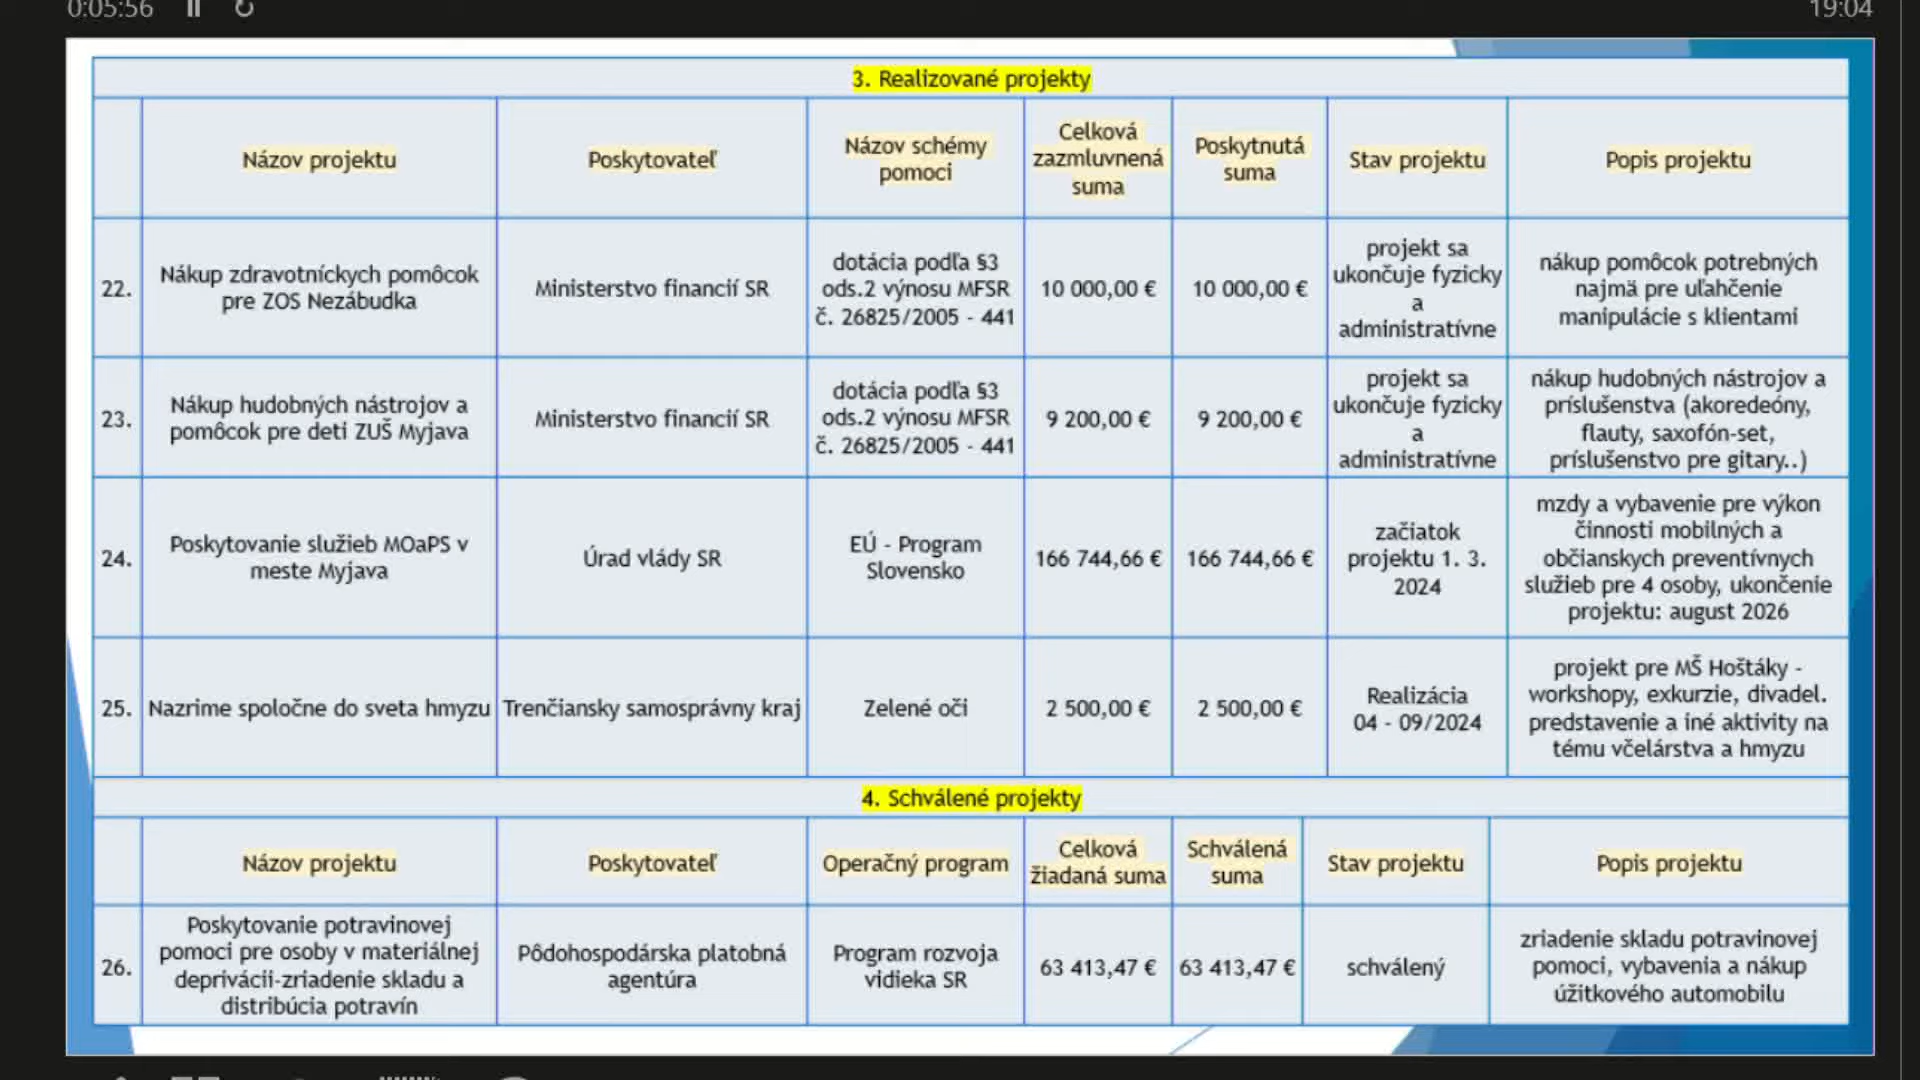 0:05:56
19:04
3. Realizované projekty
Názov projektu
Poskytovateľ
Názov schémy
pomoci
Celková
zazmluvnená
suma
Poskytnutá
suma
Stav projektu
Popis projektu
22.
Nákup zdravotníckych pomôcok
pre ZOS Nezábudka
Ministerstvo financií SR
dotácia podľa §3
ods.2 výnosu MFSR
č. 26825/2005 - 441
10 000,00 €
10 000,00 €
projekt sa
ukončuje fyzicky
a
administratívne
nákup pomôcok potrebných
najmä pre uľahčenie
manipulácie s klientami
23.
Nákup hudobných nástrojov a
pomôcok pre deti ZUŠ Myjava
Ministerstvo financií SR
dotácia podľa §3
ods.2 výnosu MFSR
č. 26825/2005 - 441
9 200,00 €
9 200,00 €
projekt sa
ukončuje fyzicky
a
administratívne
nákup hudobných nástrojov a
príslušenstva (akoredeóny,
flauty, saxofón-set,
príslušenstvo pre gitary..)
24.
Poskytovanie služieb MOaPS v
meste Myjava
Úrad vlády SR
EÚ - Program
Slovensko
166 744,66 €
166 744,66 €
začiatok
projektu 1. 3.
2024
mzdy a vybavenie pre výkon
činnosti mobilných a
občianskych preventívnych
služieb pre 4 osoby, ukončenie
projektu: august 2026
25.
Nazrime spoločne do sveta hmyzu
Trenčiansky samosprávny kraj
Zelené oči
2 500,00 €
2 500,00 €
Realizácia
04 - 09/2024
projekt pre MŠ Hoštáky -
workshopy, exkurzie, divadel.
predstavenie a iné aktivity na
tému včelárstva a hmyzu
4. Schválené projekty
Názov projektu
Poskytovateľ
Operačný program
Celková
žiadaná suma
Schválená
suma
Stav projektu
Popis projektu
26.
Poskytovanie potravinovej
pomoci pre osoby v materiálnej
deprivácii-zriadenie skladu a
distribúcia potravín
Pôdohospodárska platobná
agentúra
Program rozvoja
vidieka SR
63 413,47 €
63 413,47 €
schválený
zriadenie skladu potravinovej
pomoci, vybavenia a nákup
úžitkového automobilu